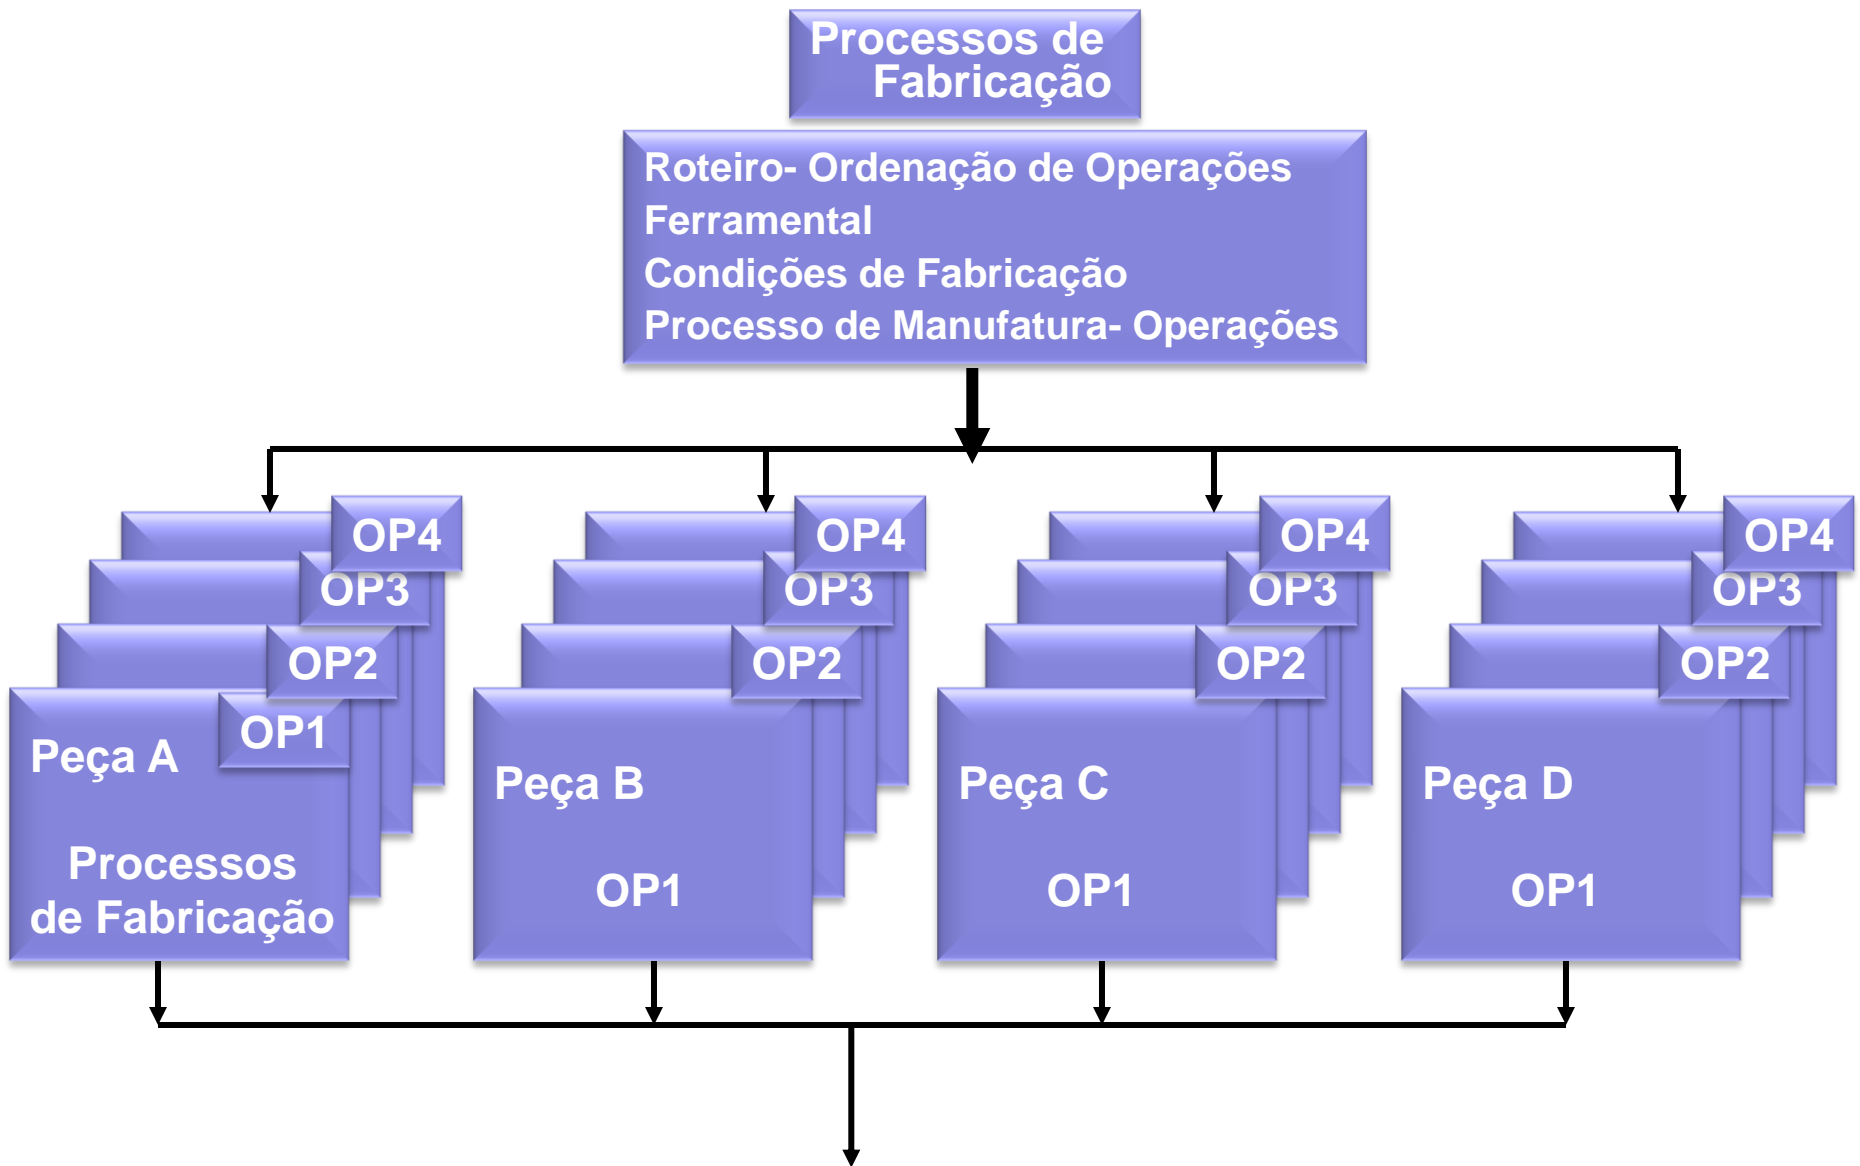 Processos de
Fabricação
Roteiro- Ordenação de Operações
Ferramental
Condições de Fabricação
Processo de Manufatura- Operações
OP4
OP3
OP2
OP1
Peça A
Processos
de Fabricação
OP4
OP3
OP2
Peça B
OP1
OP4
OP3
OP2
Peça C
OP1
OP4
OP3
OP2
Peça D
OP1